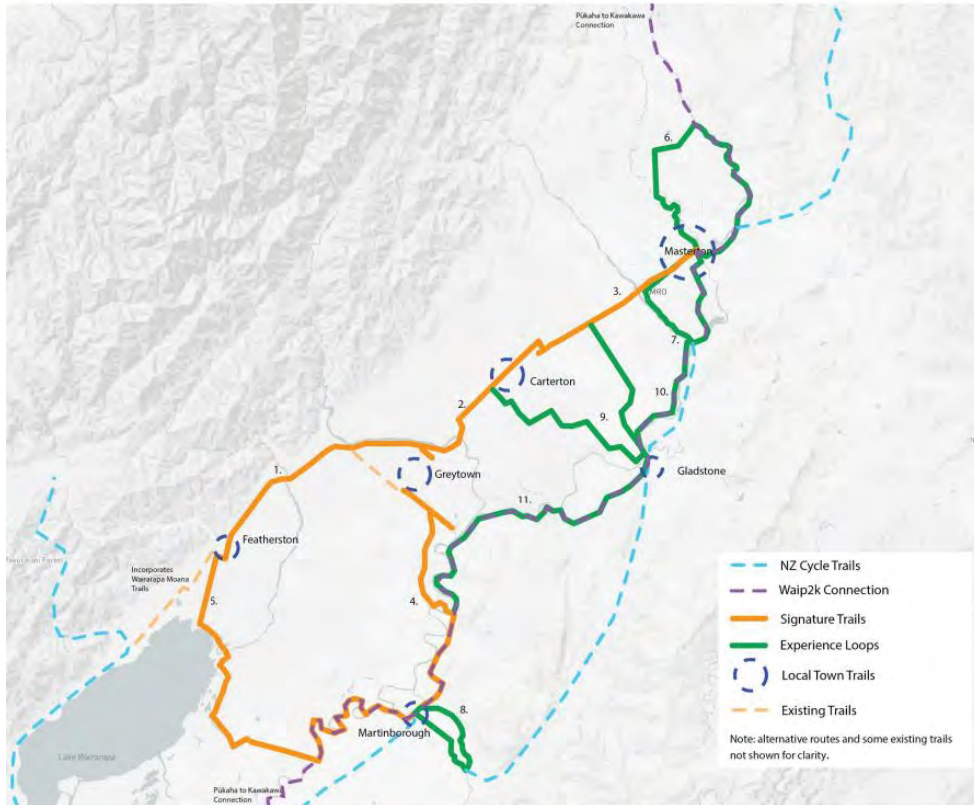 Pūkaha to Kawakawa
Connection
6.
Masterton
3.
MRD
7.
Carterton
10.
2.
9.
1.
Greytown
Gladstone
11.
Featherston
Incorporates
Wairarapa Moana
Trails
5.
4.
8.
Martinborough
Lake Wairarapa
Pūkaha to Kawakawa
Connection
NZ Cycle Trails
Waip2k Connection
Signature Trails
Experience Loops
Local Town Trails
Existing Trails
Note: alternative routes and some existing trails
not shown for clarity.